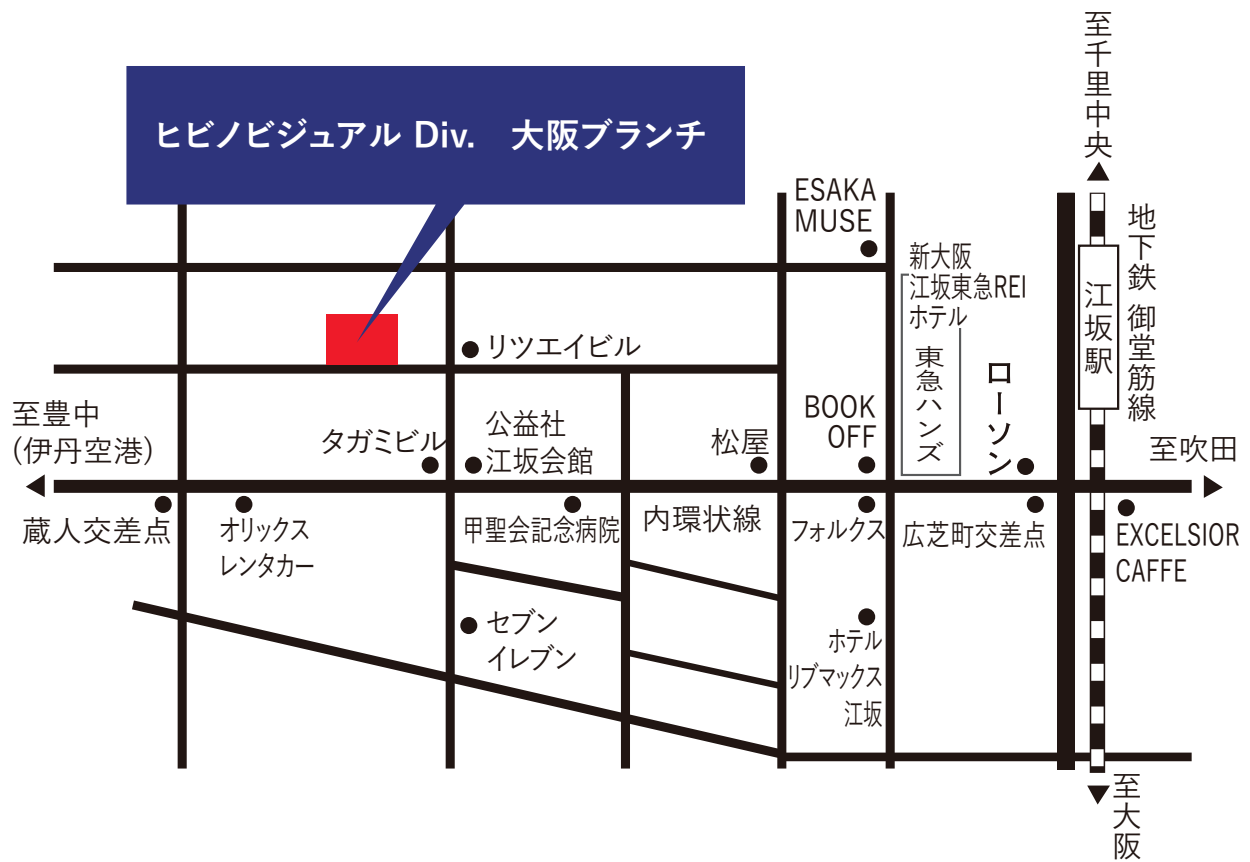 至千里中央
ヒビノビジュアル Div.　大阪ブランチ
ESAKA
MUSE
地下鉄 御堂筋線
新大阪
江坂東急REI
ホテル
江坂駅
リツエイビル
東急ハンズ
ローソン
至豊中
(伊丹空港)
タガミビル
公益社
江坂会館
松屋
BOOK
OFF
至吹田
蔵人交差点
オリックス
レンタカー
甲聖会記念病院
内環状線
フォルクス
広芝町交差点
EXCELSIOR
CAFFE
セブン
イレブン
ホテル
リブマックス
江坂
至大阪